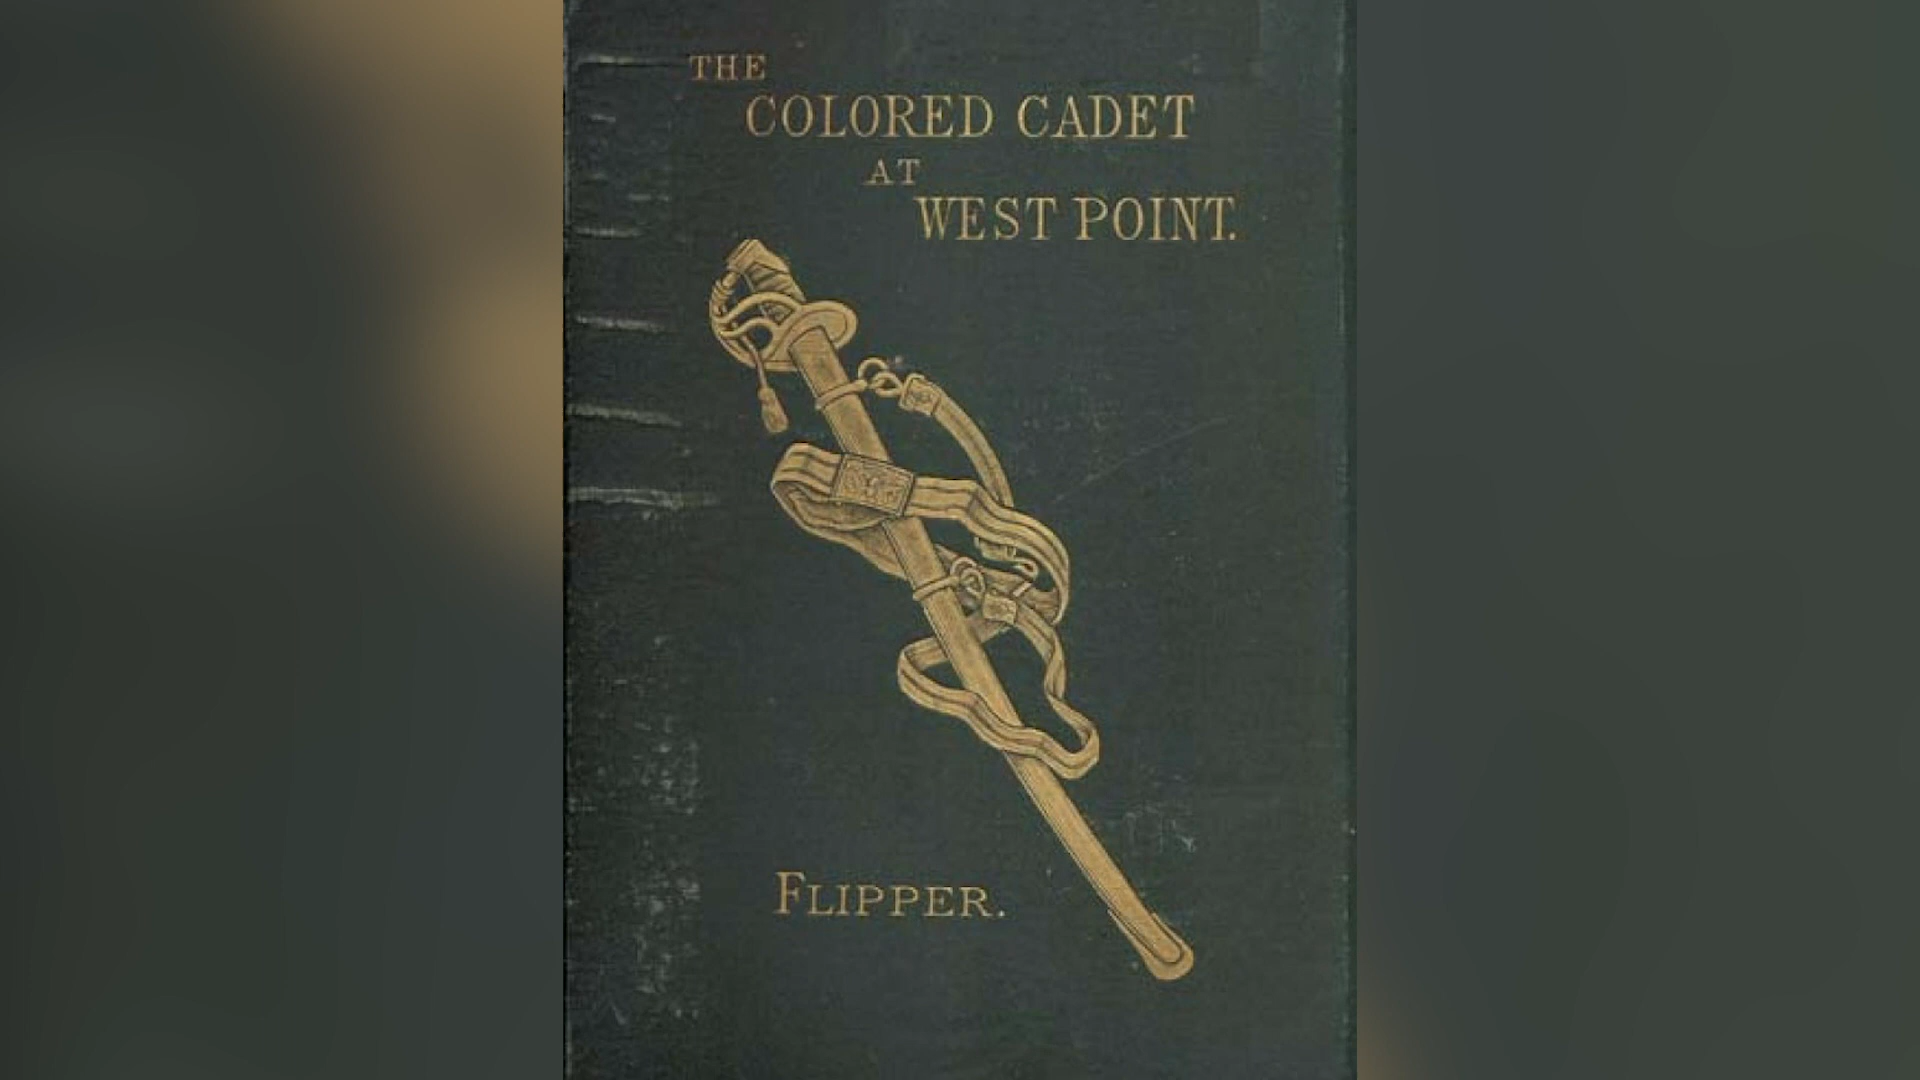 THE
COLORED CADET
AT
WEST POINT.
FLIPPER.